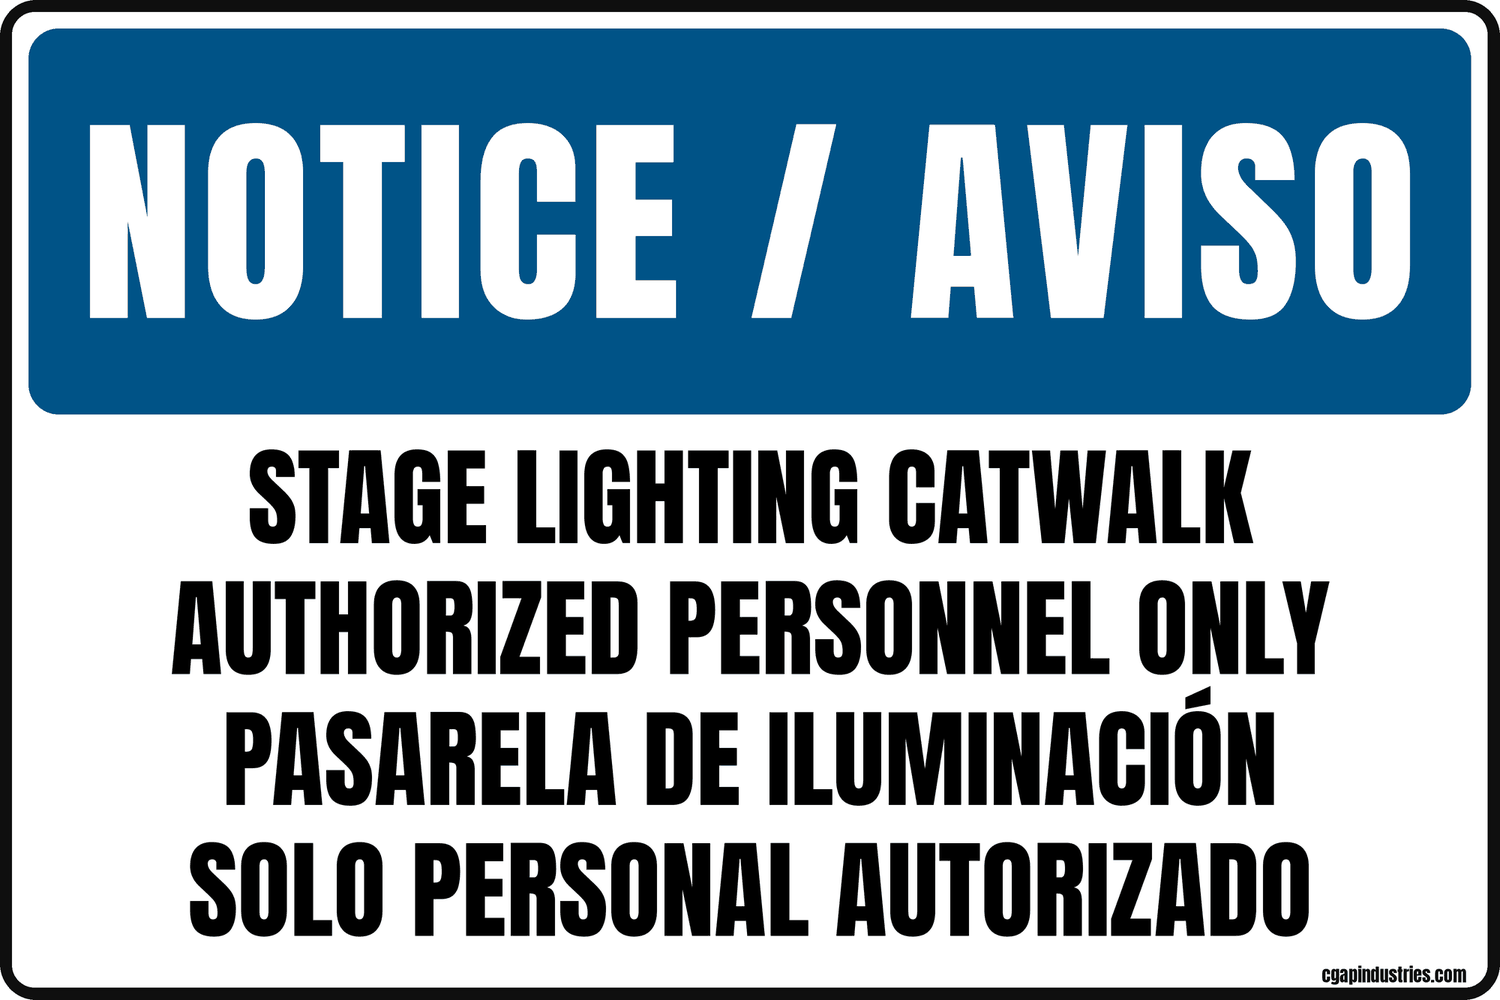 NOTICE / AVISO
STAGE LIGHTING CATWALK
AUTHORIZED PERSONNEL ONLY
PASARELA DE ILUMINACIÓN
SOLO PERSONAL AUTORIZADO
cgapindustries.com